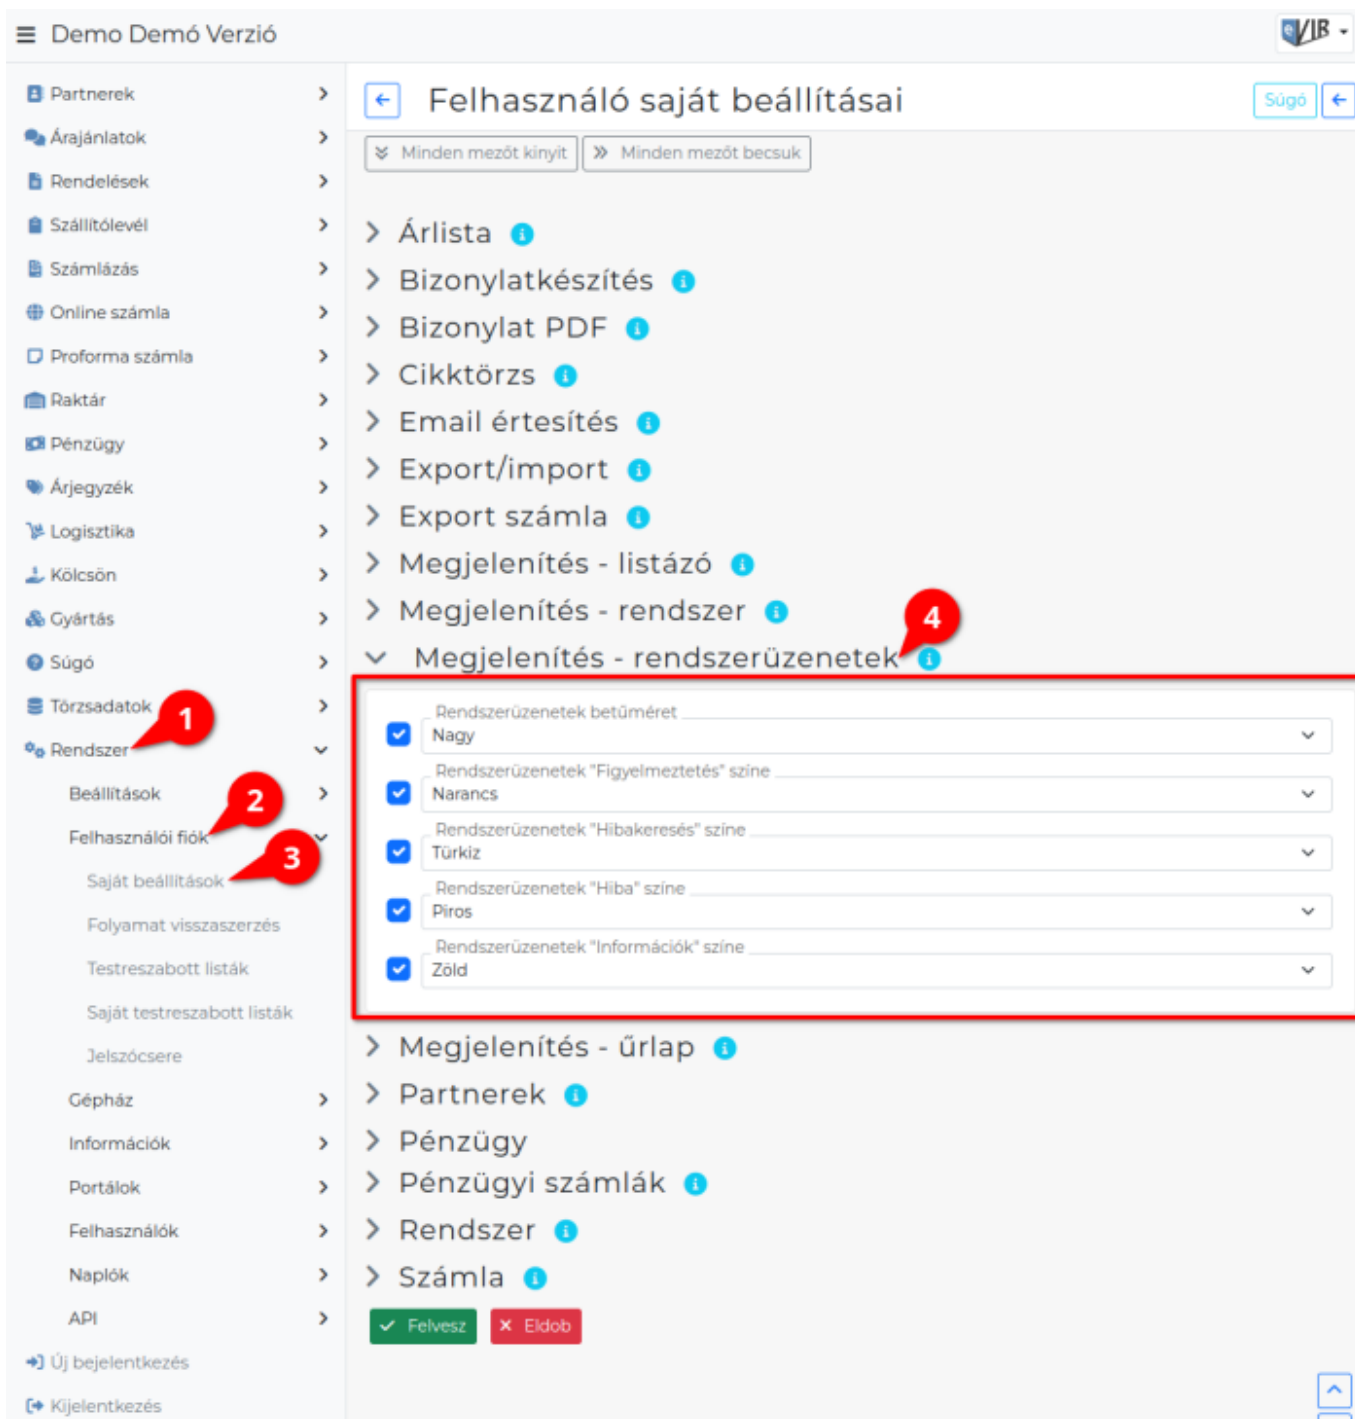 Demo Demó Verzió
eVIR
Partnerek
Árajánlatok
Rendelések
Szállítólevél
Számlázás
Online számla
Proforma számla
Raktár
Pénzügy
Árjegyzék
Logisztika
Kölcsön
Gyártás
Súgó
Törzsadatok
1
Rendszer
Beállítások
2
Felhasználói fiók
3
Saját beállítások
Folyamat visszaszerzés
Testreszabott listák
Saját testreszabott listák
Jelszócsere
Gépház
Információk
Portálok
Felhasználók
Naplók
API
Új bejelentkezés
Kijelentkezés
Felhasználó saját beállításai
Súgó
Minden mezőt kinyit
Minden mezőt becsuk
Árlista
Bizonylatkészítés
Bizonylat PDF
Cikktörzs
Email értesítés
Export/import
Export számla
Megjelenítés - listázó
Megjelenítés - rendszer
4
Megjelenítés - rendszerüzenetek
Rendszerüzenetek betűméret
Nagy
Rendszerüzenetek "Figyelmeztetés" színe
Narancs
Rendszerüzenetek "Hibakeresés" színe
Türkiz
Rendszerüzenetek "Hiba" színe
Piros
Rendszerüzenetek "Információk" színe
Zöld
Megjelenítés - űrlap
Partnerek
Pénzügy
Pénzügyi számlák
Rendszer
Számla
Felvesz
Eldob